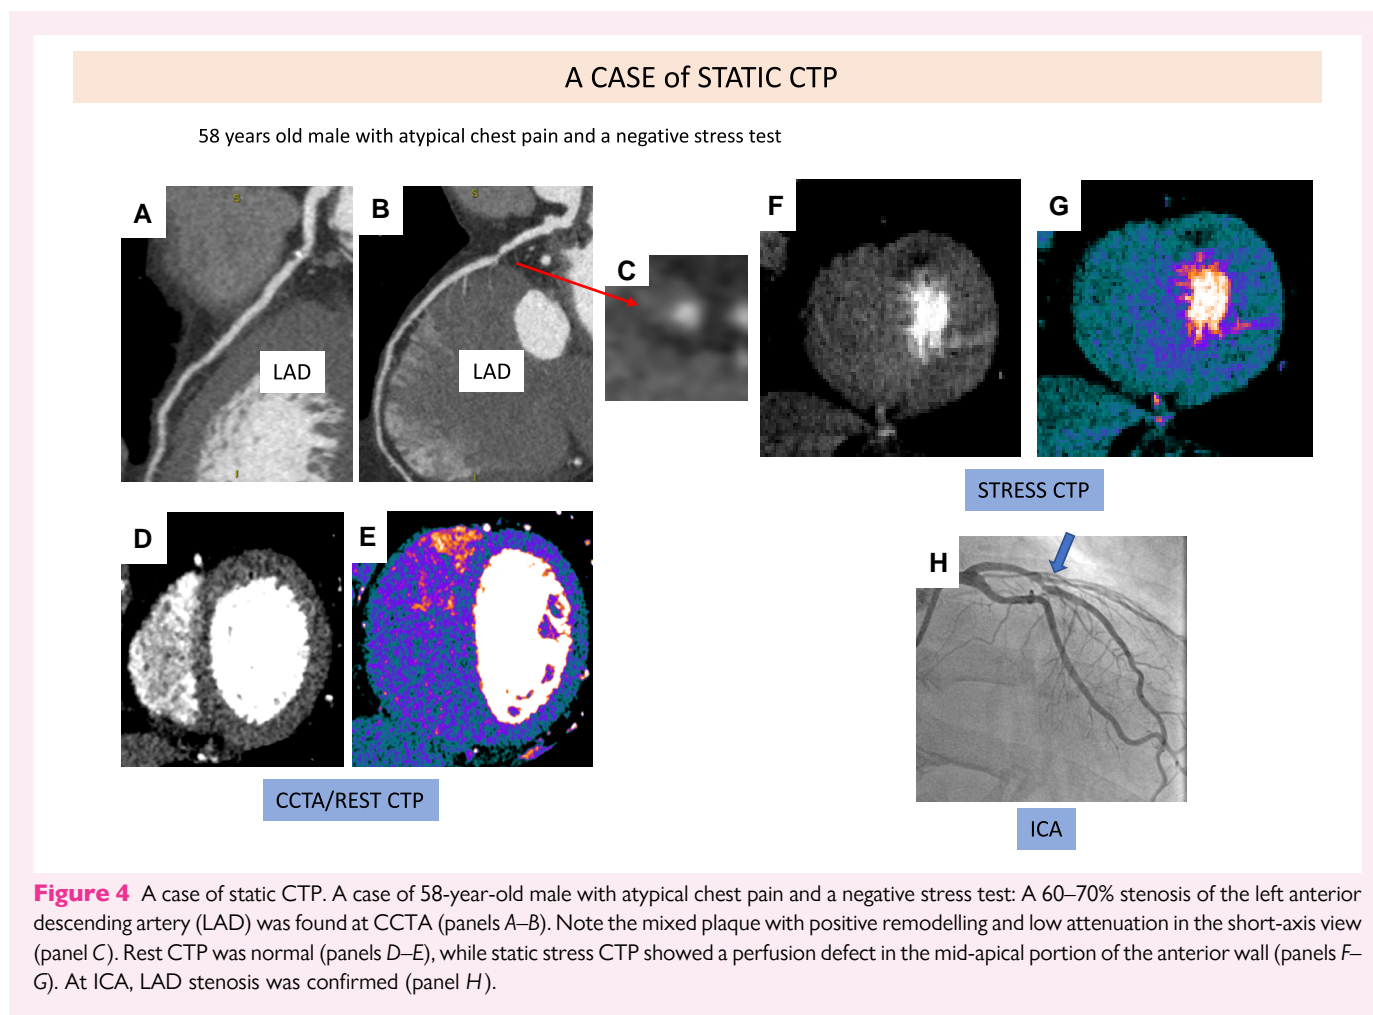 A CASE of STATIC CTP
58 years old male with atypical chest pain and a negative stress test
A
B
C
F
G
LAD
LAD
STRESS CTP
D
E
H
CCTA/REST CTP
ICA
Figure 4 A case of static CTP. A case of 58-year-old male with atypical chest pain and a negative stress test: A 60–70% stenosis of the left anterior
descending artery (LAD) was found at CCTA (panels A–B). Note the mixed plaque with positive remodelling and low attenuation in the short-axis view
(panel C). Rest CTP was normal (panels D–E), while static stress CTP showed a perfusion defect in the mid-apical portion of the anterior wall (panels F–
G). At ICA, LAD stenosis was confirmed (panel H).